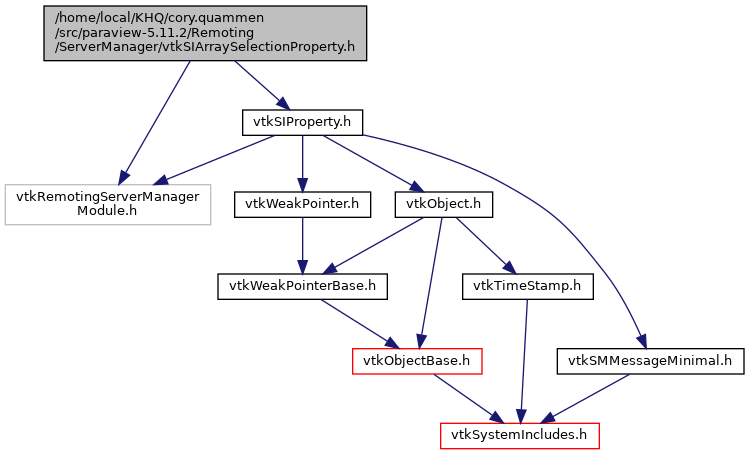 /home/local/KHQ/cory.quammen
/src/paraview-5.11.2/Remoting
/ServerManager/vtkSIArraySelectionProperty.h
vtkSIProperty.h
vtkRemotingServerManager
Module.h
vtkWeakPointer.h
vtkObject.h
vtkWeakPointerBase.h
vtkTimeStamp.h
vtkObjectBase.h
vtkSMMessageMinimal.h
vtkSystemIncludes.h